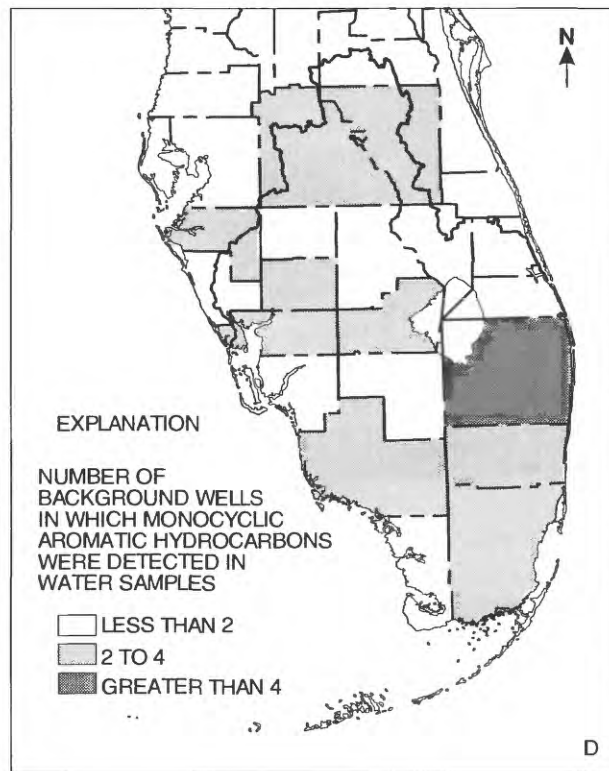 N
EXPLANATION
NUMBER OF
BACKGROUND WELLS
IN WHICH MONOCYCLIC
AROMATIC HYDROCARBONS
WERE DETECTED IN
WATER SAMPLES
LESS THAN 2
2 TO 4
GREATER THAN 4
D